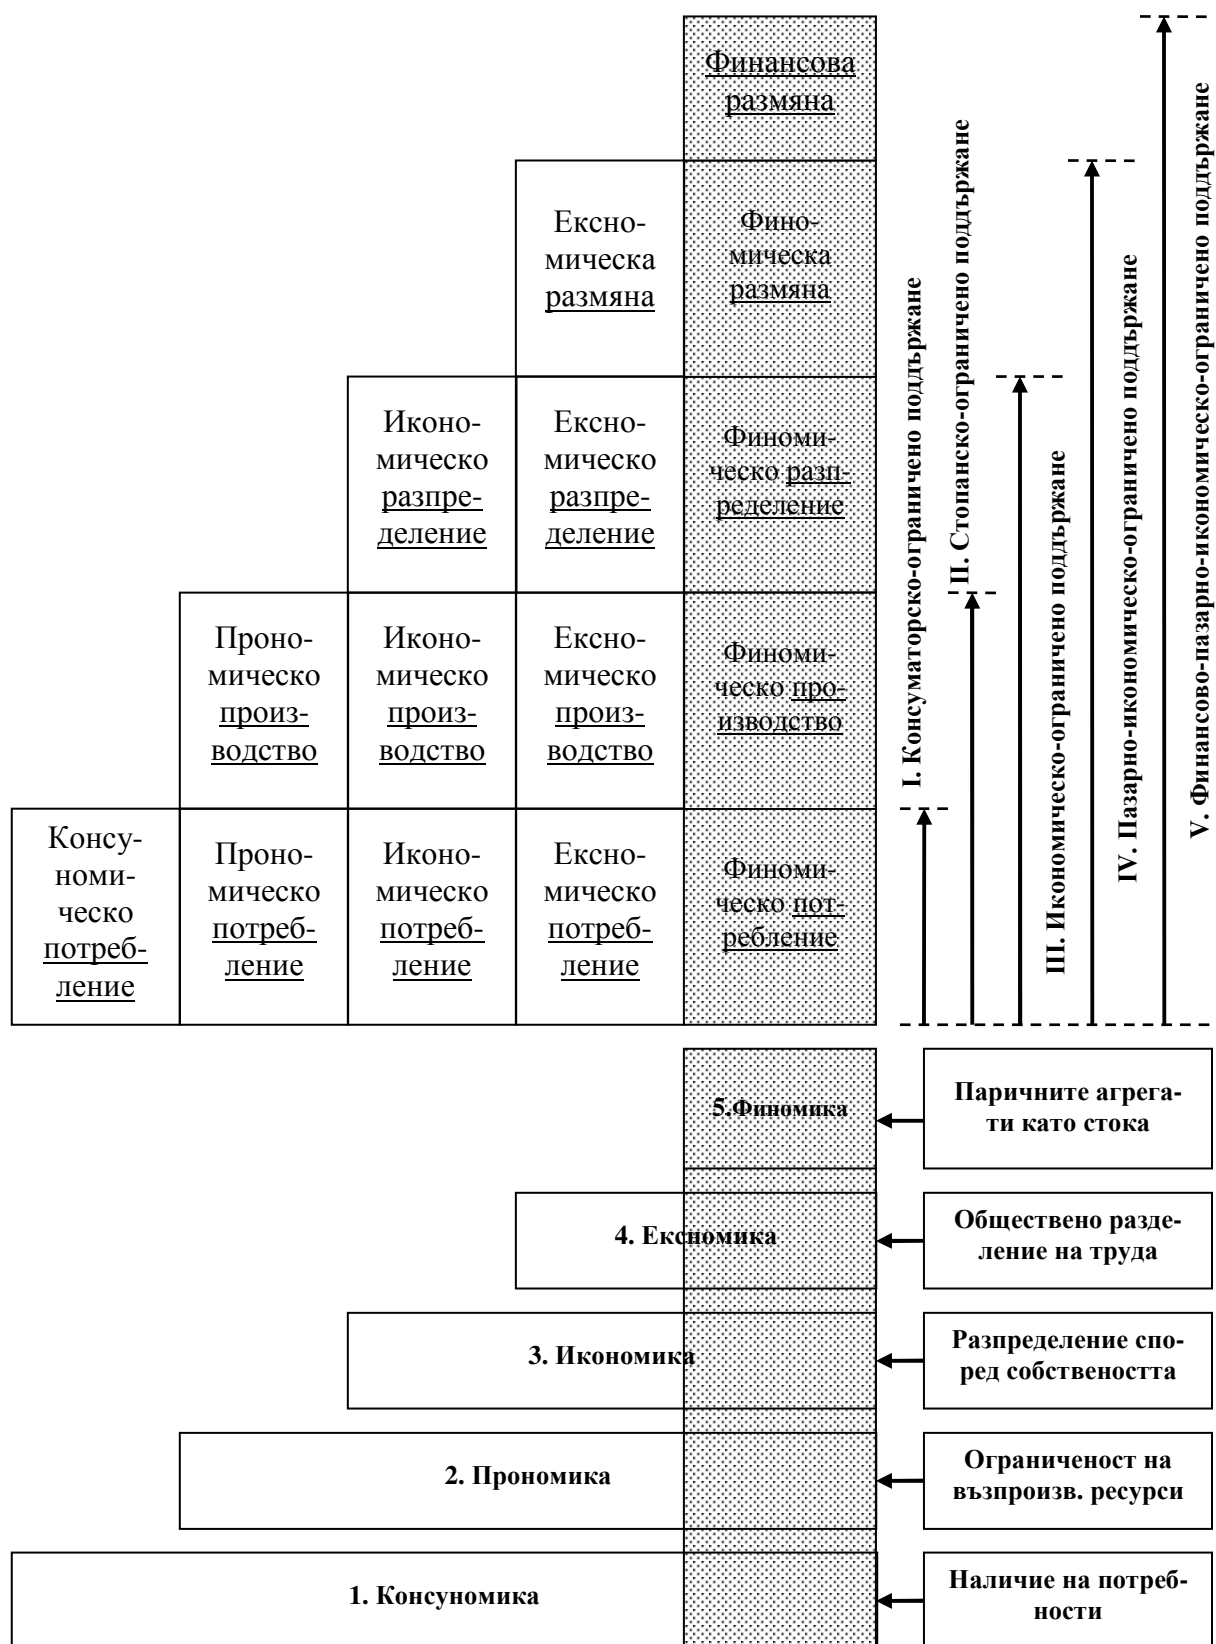 Финансова
размяна
Ексно-
мическа
размяна
Фино-
мическа
размяна
Иконо-
мическо
разпре-
деление
Ексно-
мическо
разпре-
деление
Финоми-
ческо разп-
ределение
Проно-
мическо
произ-
водство
Иконо-
мическо
произ-
водство
Ексно-
мическо
произ-
водство
Финоми-
ческо про-
изводство
Консу-
номи-
ческо
потреб-
ление
Проно-
мическо
потреб-
ление
Иконо-
мическо
потреб-
ление
Ексно-
мическо
потреб-
ление
Финоми-
ческо пот-
ребление
I. Консуматорско-ограничено поддържане
II. Стопанско-ограничено поддържане
III. Икономическо-ограничено поддържане
IV. Пазарно-икономическо-ограничено поддържане
V. Финансово-пазарно-икономическо-ограничено поддържане
5.Финомика
Паричните агрега-
ти като стока
4. Ексномика
Обществено разде-
ление на труда
3. Икономика
Разпределение спо-
ред собствеността
2. Прономика
Ограниченост на
възпроизв. ресурси
1. Консуномика
Наличие на потреб-
ности